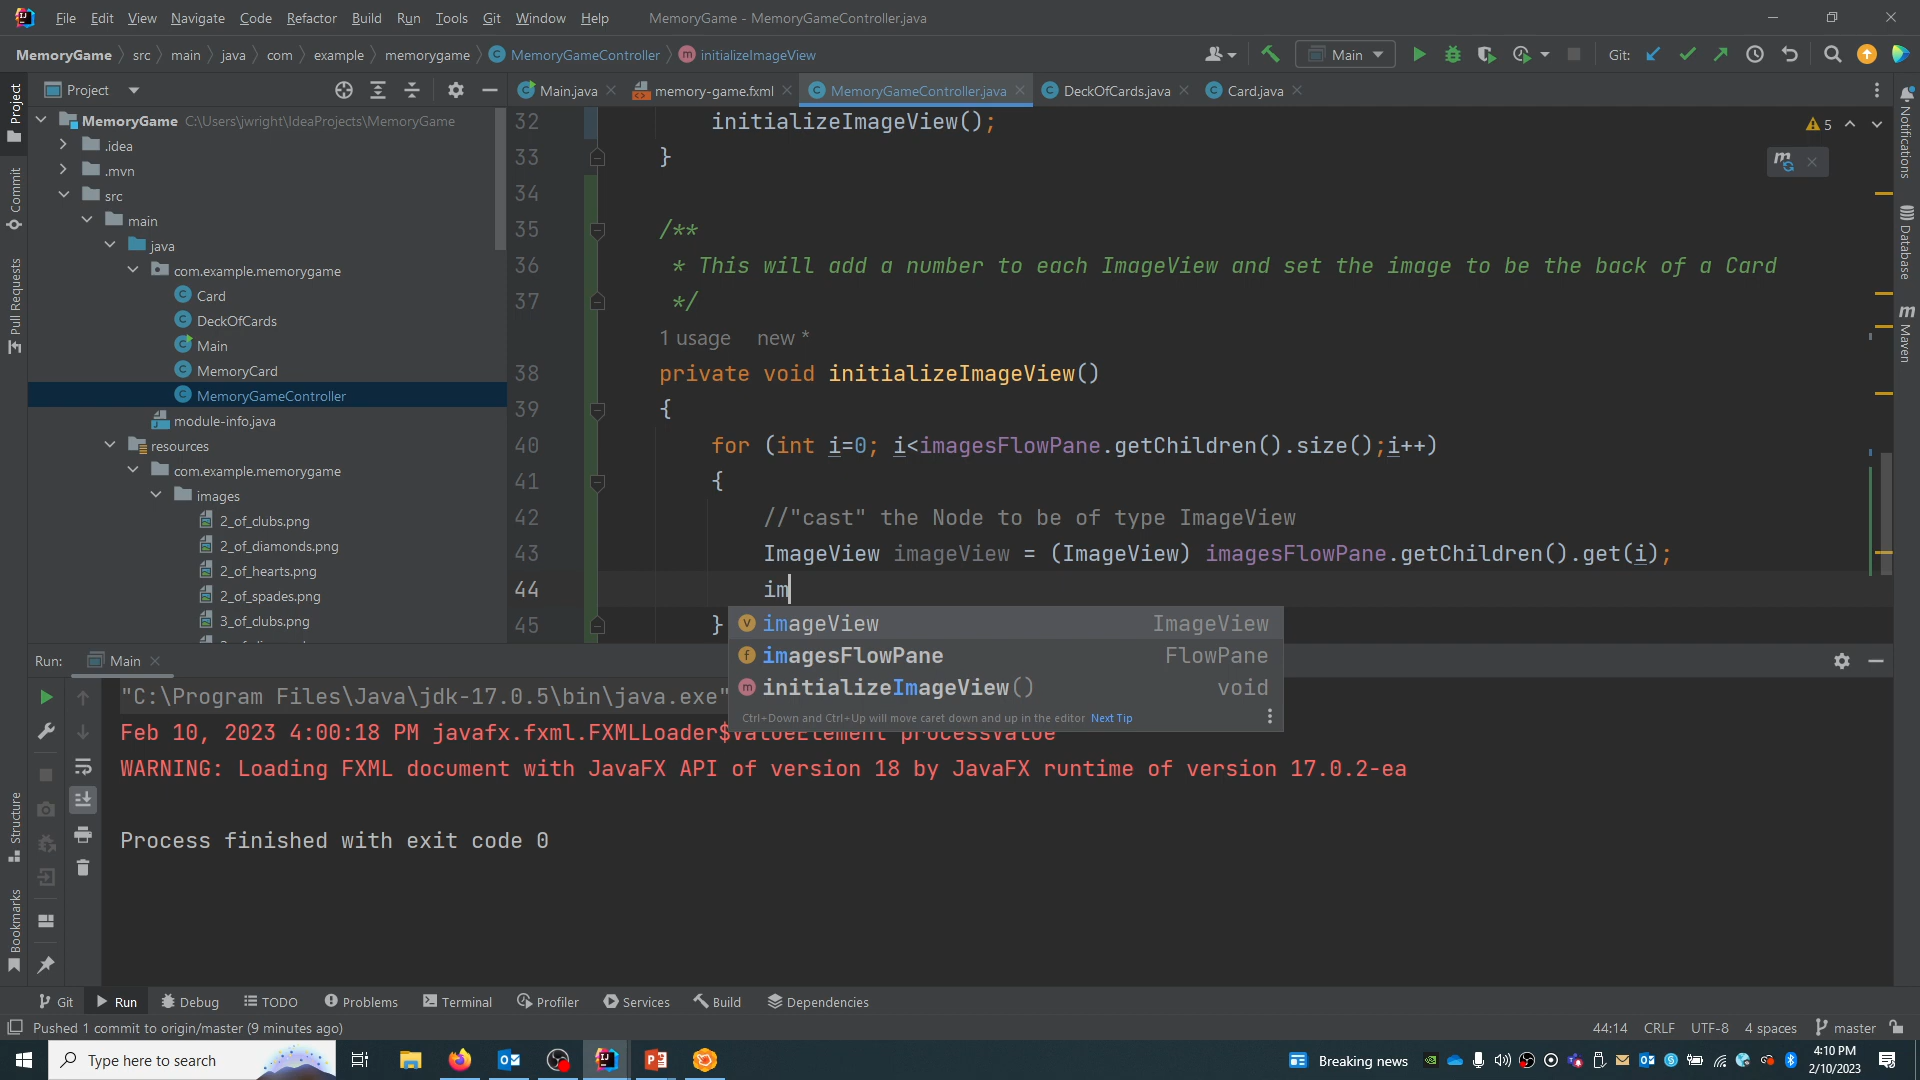 File Edit View Navigate Code Refactor Build Run Tools Git Window Help MemoryGame - MemoryGameController.java
MemoryGame src main java com example memorygame MemoryGameController initializeImageView Main Git:
Project Main.java memory-game.fxml MemoryGameController.java DeckOfCards.java Card.java
MemoryGame C:\Users\jwright\IdeaProjects\MemoryGame
.idea
.mvn
src
main
java
com.example.memorygame
Card
DeckOfCards
Main
MemoryCard
MemoryGameController
module-info.java
resources
com.example.memorygame
images
2_of_clubs.png
2_of_diamonds.png
2_of_hearts.png
2_of_spades.png
3_of_clubs.png
Project
Commit
Pull Requests
Structure
Bookmarks
Notifications
Database
Maven
5
32 initializeImageView();
33 }
34
35 /**
36 * This will add a number to each ImageView and set the image to be the back of a Card
37 */
1 usage new *
38 private void initializeImageView()
39 {
40 for (int i=0; i<imagesFlowPane.getChildren().size();i++)
41 {
42 //"cast" the Node to be of type ImageView
43 ImageView imageView = (ImageView) imagesFlowPane.getChildren().get(i);
44 im
45 }
imageView ImageView
imagesFlowPane FlowPane
initializeImageView() void
Ctrl+Down and Ctrl+Up will move caret down and up in the editor Next Tip
Run: Main
"C:\Program Files\Java\jdk-17.0.5\bin\java.exe"
Feb 10, 2023 4:00:18 PM javafx.fxml.FXMLLoader$ValueElement processValue
WARNING: Loading FXML document with JavaFX API of version 18 by JavaFX runtime of version 17.0.2-ea
Process finished with exit code 0
Git Run Debug TODO Problems Terminal Profiler Services Build Dependencies
Pushed 1 commit to origin/master (9 minutes ago) 44:14 CRLF UTF-8 4 spaces master
Type here to search Breaking news 4:10 PM
2/10/2023